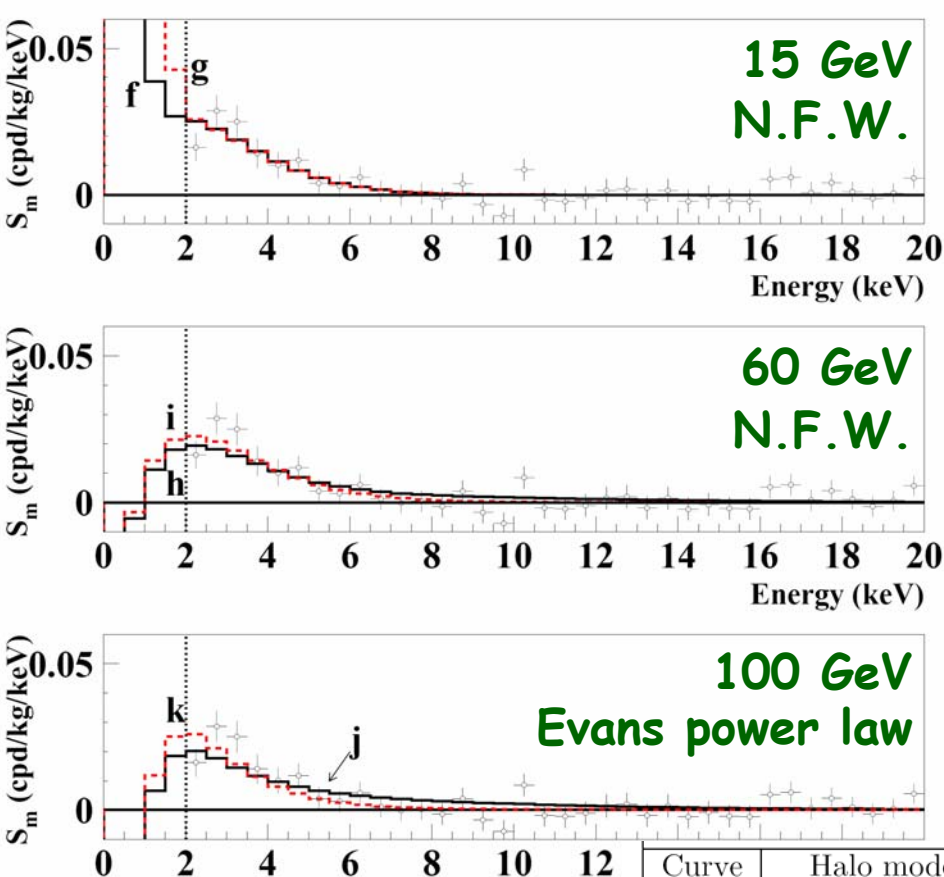 0.05
15 GeV
N.F.W.
g
f
S_m (cpd/kg/keV)
0
0 2 4 6 8 10 12 14 16 18 20
Energy (keV)
0.05
60 GeV
N.F.W.
i
h
S_m (cpd/kg/keV)
0
0 2 4 6 8 10 12 14 16 18 20
Energy (keV)
0.05
100 GeV
Evans power law
k
j
S_m (cpd/kg/keV)
0
0 2 4 6 8 10 12
Curve Halo mode